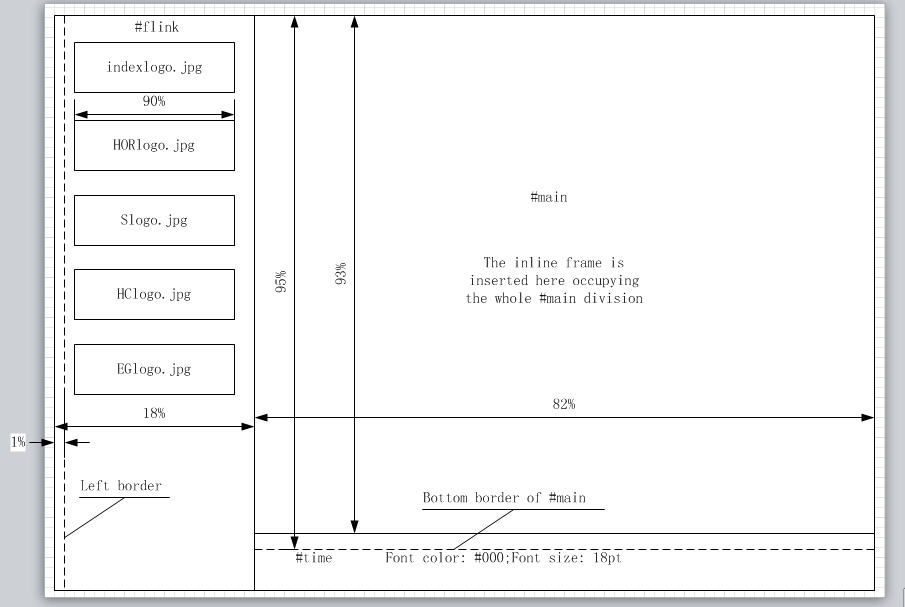 #flink
indexlogo.jpg
90%
HORlogo.jpg
Slogo.jpg
HClogo.jpg
EGlogo.jpg
18%
1%
Left border
95%
93%
#main
The inline frame is
inserted here occupying
the whole #main division
82%
Bottom border of #main
#time
Font color: #000;Font size: 18pt